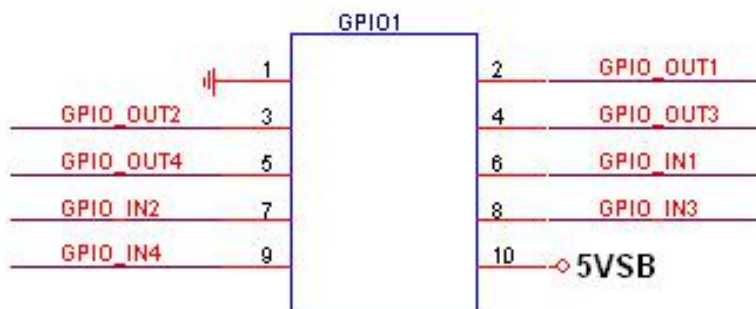 GPIO1
1 2 GPIO_OUT1
GPIO_OUT2 3 4 GPIO_OUT3
GPIO_OUT4 5 6 GPIO_IN1
GPIO_IN2 7 8 GPIO_IN3
GPIO_IN4 9 10 5VSB